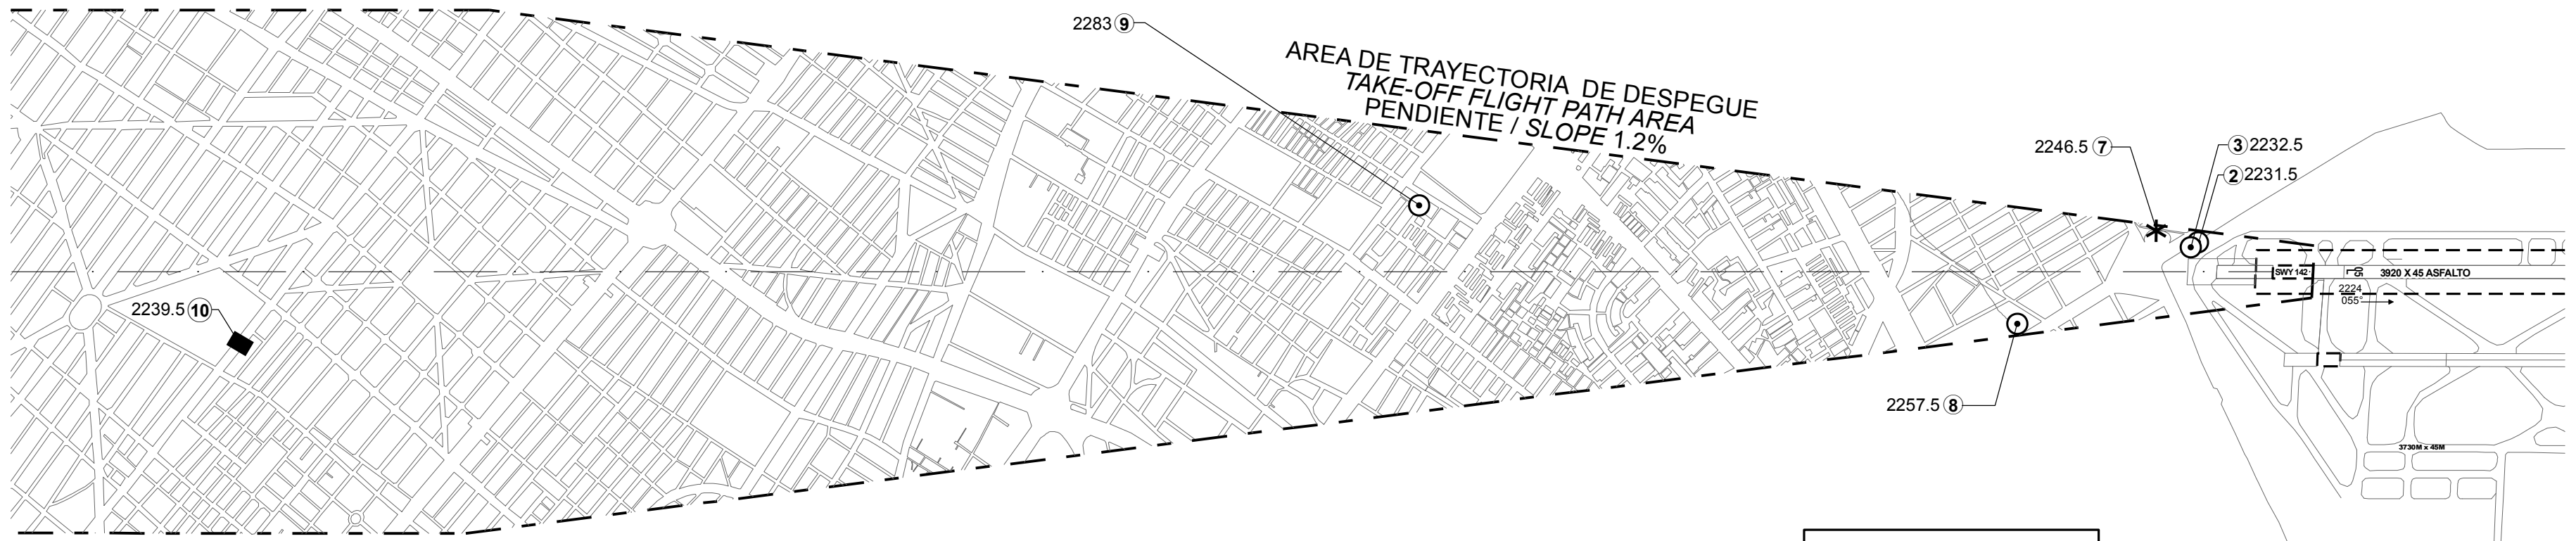 2283 9
AREA DE TRAYECTORIA DE DESPEGUE
TAKE-OFF FLIGHT PATH AREA
PENDIENTE / SLOPE 1.2%
2246.5 7
3 2232.5
2 2231.5
SWY 142
05L
3920 X 45 ASFALTO
2224
055°
2239.5 10
2257.5 8
3730M x 45M